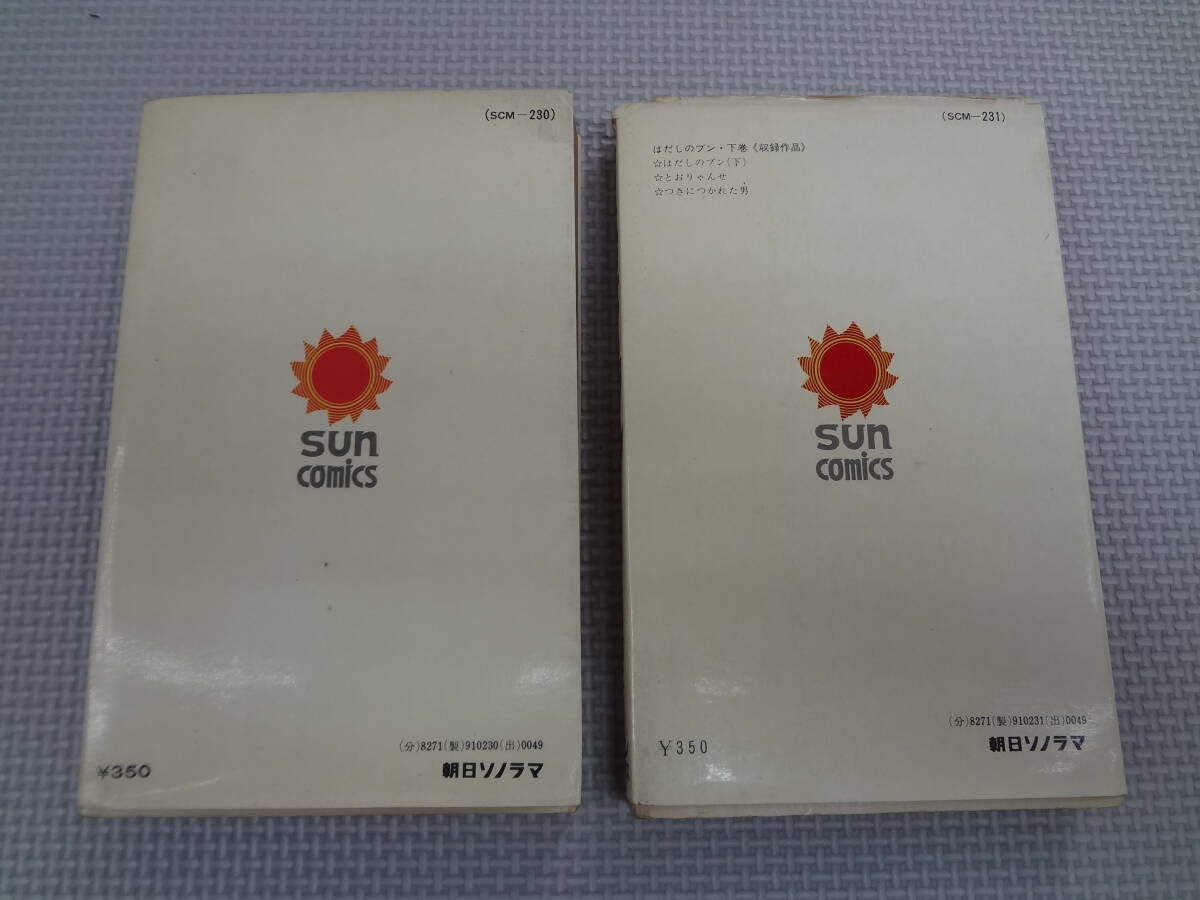 (SCM—230)
sun
comics
(分)8271(製)910230(出)0049
¥350
朝日ソノラマ
(SCM—231)
はだしのブン・下巻《収録作品》
☆はだしのブン(下)
☆とおりゃんせ
☆つきにつかれた男
sun
comics
(分)8271(製)910231(出)0049
¥350
朝日ソノラマ